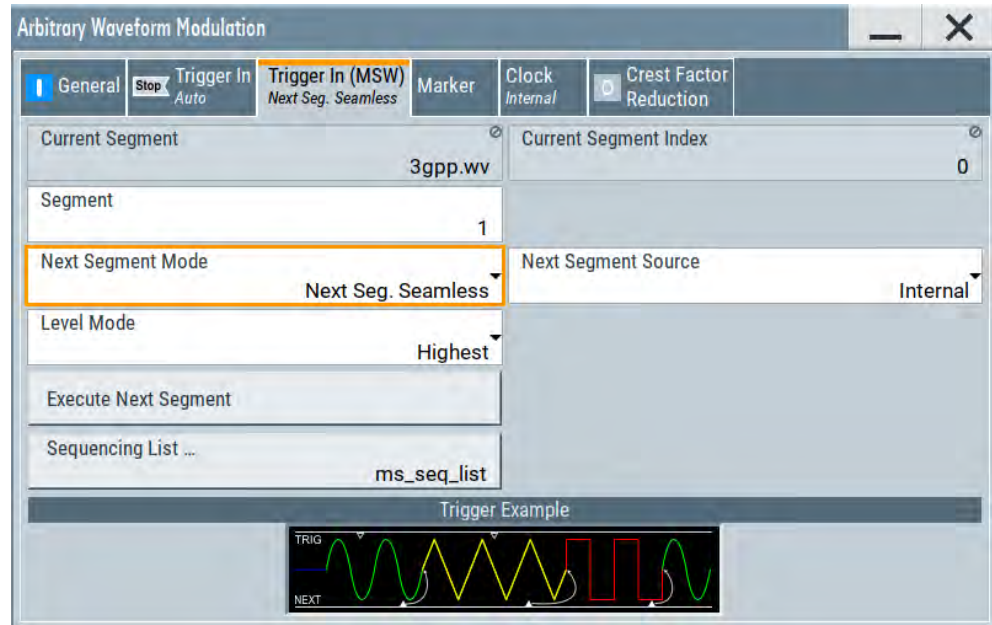 Arbitrary Waveform Modulation
General
Stop
Trigger In
Auto
Trigger In (MSW)
Next Seg. Seamless
Marker
Clock
Internal
Crest Factor
Reduction
Current Segment
3gpp.wv
Current Segment Index
0
Segment
1
Next Segment Mode
Next Seg. Seamless
Next Segment Source
Internal
Level Mode
Highest
Execute Next Segment
Sequencing List ...
ms_seq_list
Trigger Example
TRIG
NEXT